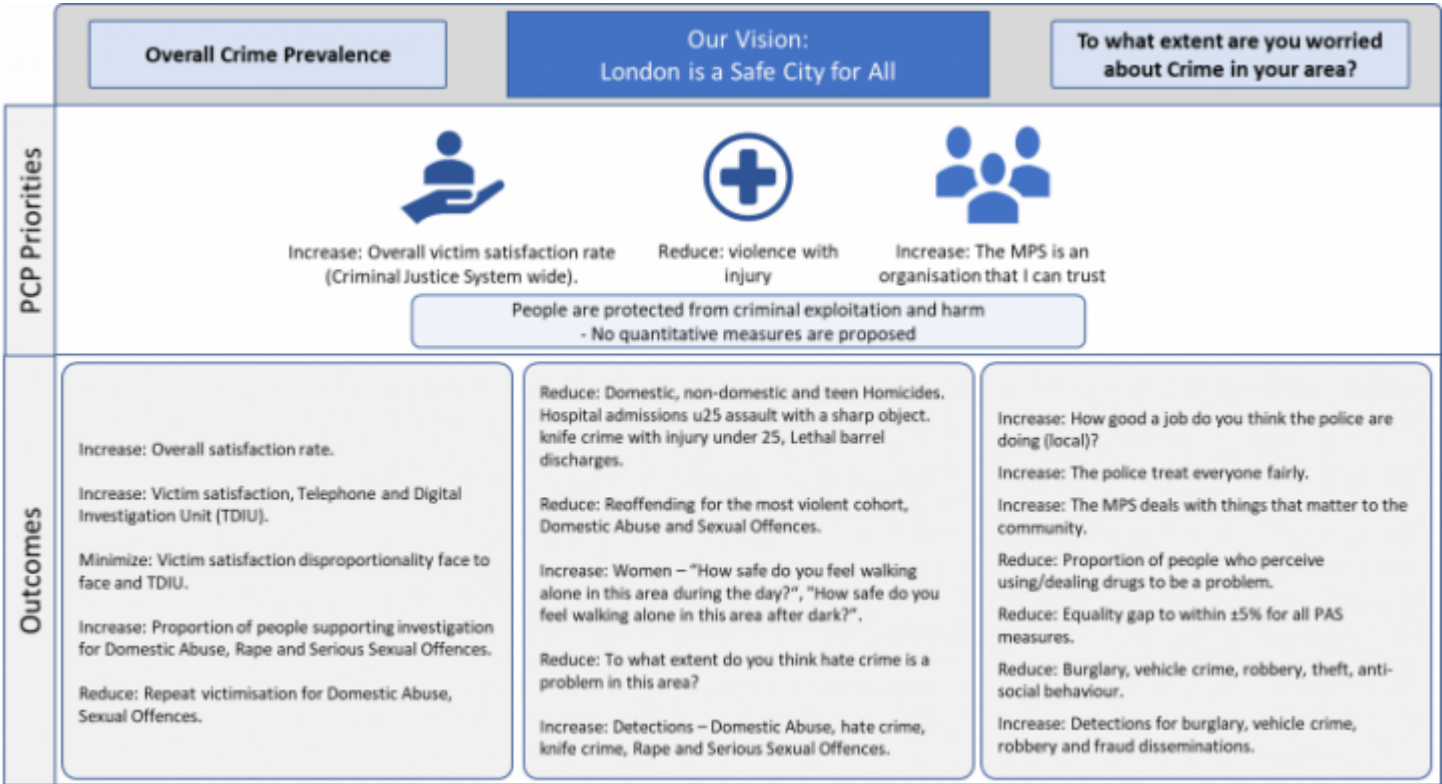 Overall Crime Prevalence
Our Vision:
London is a Safe City for All
To what extent are you worried
about Crime in your area?
PCP Priorities
Increase: Overall victim satisfaction rate
(Criminal Justice System wide).
Reduce: violence with
injury
Increase: The MPS is an
organisation that I can trust
People are protected from criminal exploitation and harm
- No quantitative measures are proposed
Outcomes
Increase: Overall satisfaction rate.
Increase: Victim satisfaction, Telephone and Digital
Investigation Unit (TDIU).
Minimize: Victim satisfaction disproportionality face to
face and TDIU.
Increase: Proportion of people supporting investigation
for Domestic Abuse, Rape and Serious Sexual Offences.
Reduce: Repeat victimisation for Domestic Abuse,
Sexual Offences.
Reduce: Domestic, non-domestic and teen Homicides.
Hospital admissions u25 assault with a sharp object.
knife crime with injury under 25, Lethal barrel
discharges.
Reduce: Reoffending for the most violent cohort,
Domestic Abuse and Sexual Offences.
Increase: Women – “How safe do you feel walking
alone in this area during the day?“, "How safe do you
feel walking alone in this area after dark?”.
Reduce: To what extent do you think hate crime is a
problem in this area?
Increase: Detections – Domestic Abuse, hate crime,
knife crime, Rape and Serious Sexual Offences.
Increase: How good a job do you think the police are
doing (local)?
Increase: The police treat everyone fairly.
Increase: The MPS deals with things that matter to the
community.
Reduce: Proportion of people who perceive
using/dealing drugs to be a problem.
Reduce: Equality gap to within ±5% for all PAS
measures.
Reduce: Burglary, vehicle crime, robbery, theft, anti-
social behaviour.
Increase: Detections for burglary, vehicle crime,
robbery and fraud disseminations.